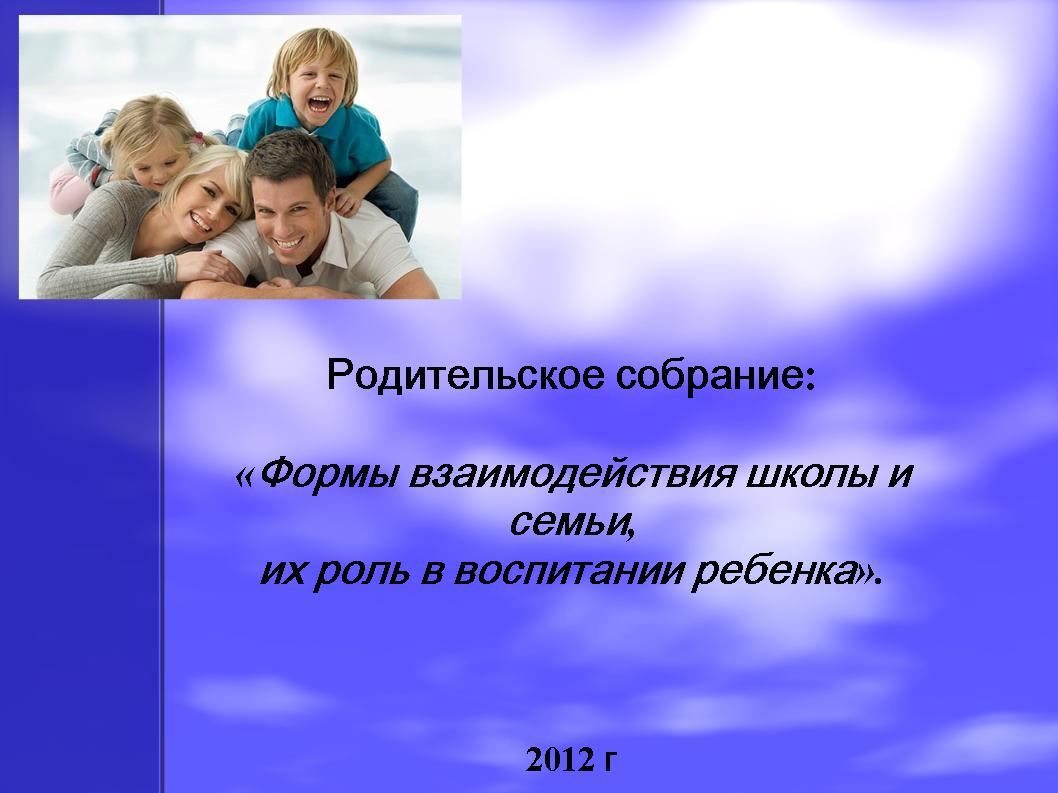 Родительское собрание:
«Формы взаимодействия школы и
семьи,
их роль в воспитании ребенка».
2012 г